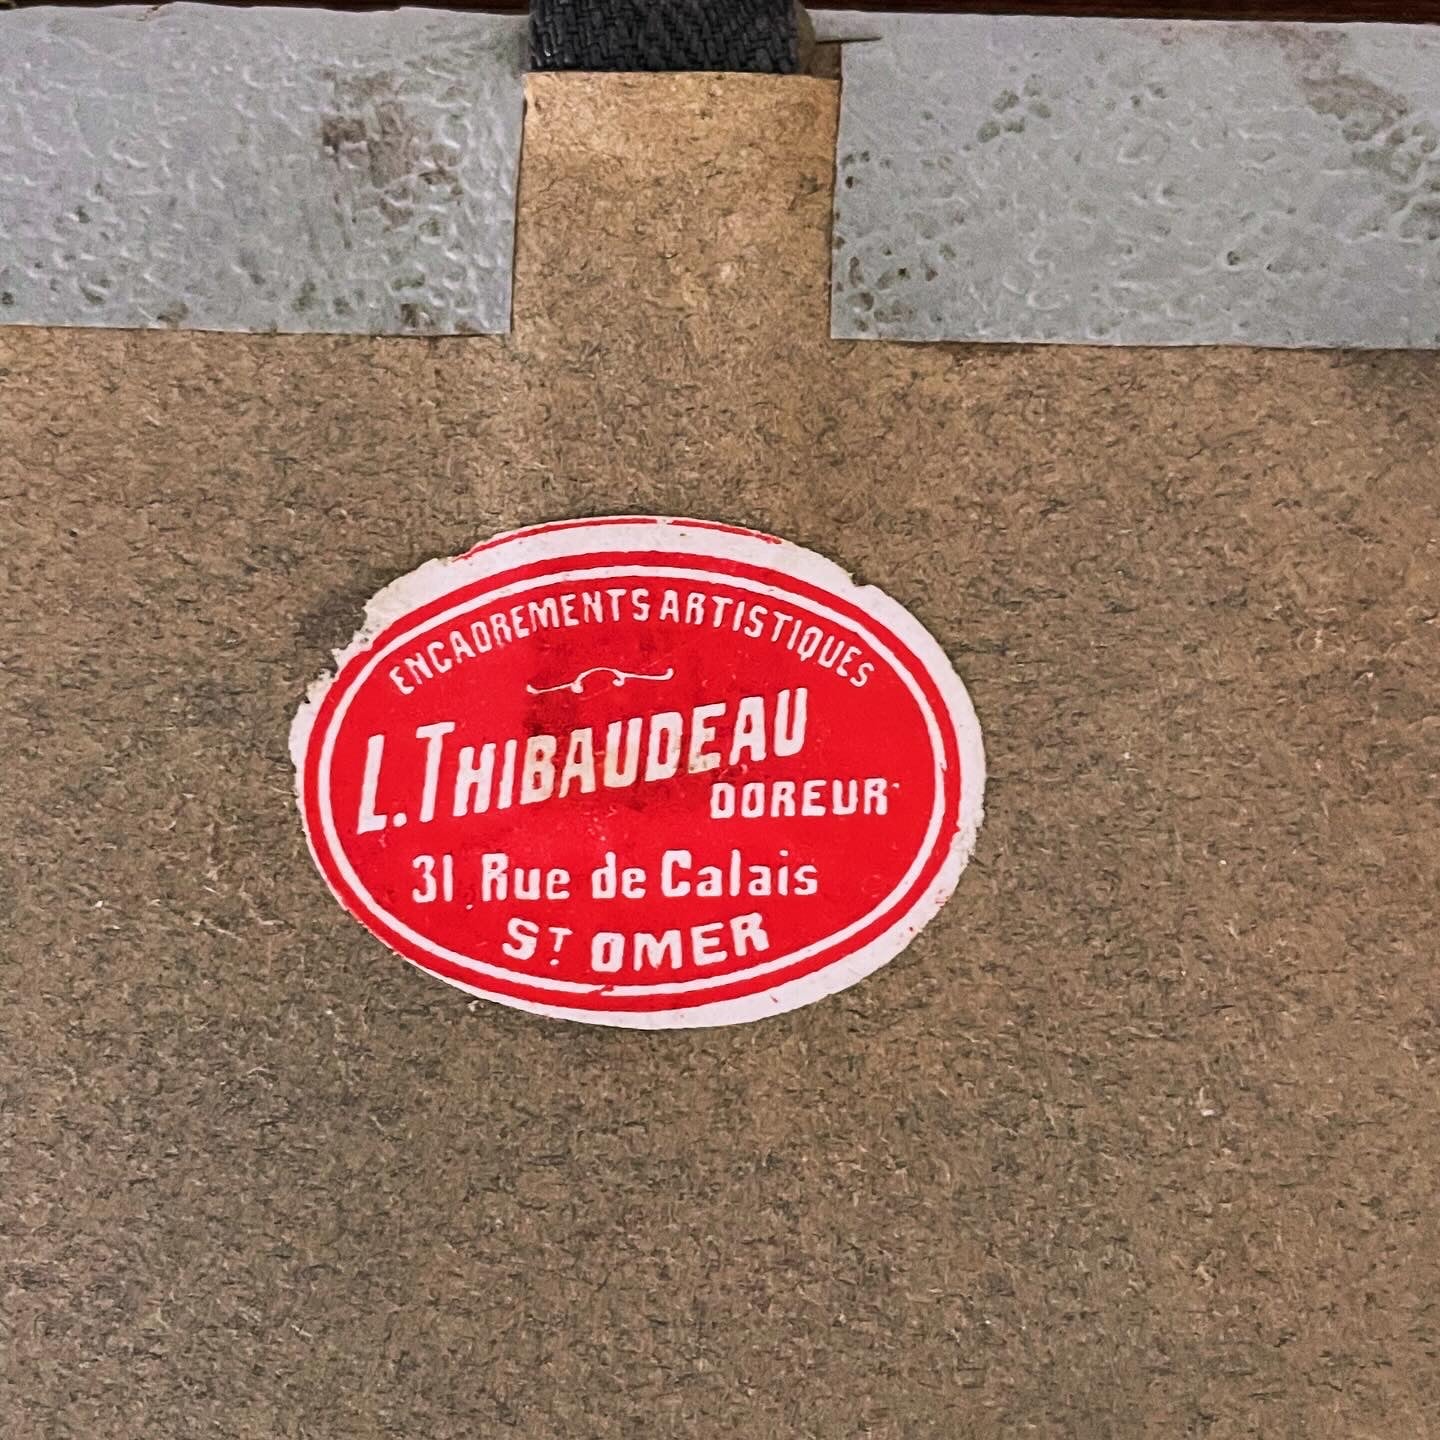 ENCADREMENTS ARTISTIQUES
L. THIBAUDEAU
DOREUR
31 Rue de Calais
ST OMER